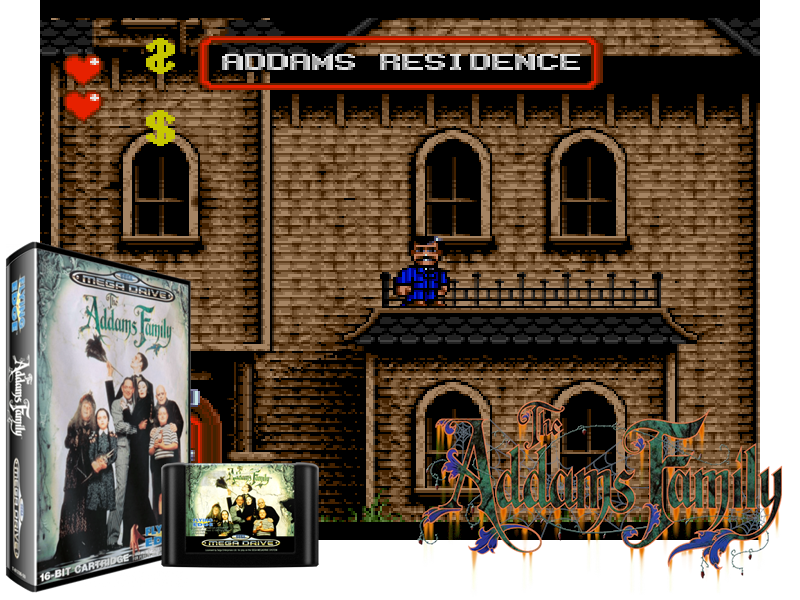 $
ADDAMS RESIDENCE
$
MEGA DRIVE
The
Addams Family
The
Addams Family
MEGA DRIVE
16-BIT CARTRIDGE
The
Addams Family
MEGA DRIVE
The
Addams Family